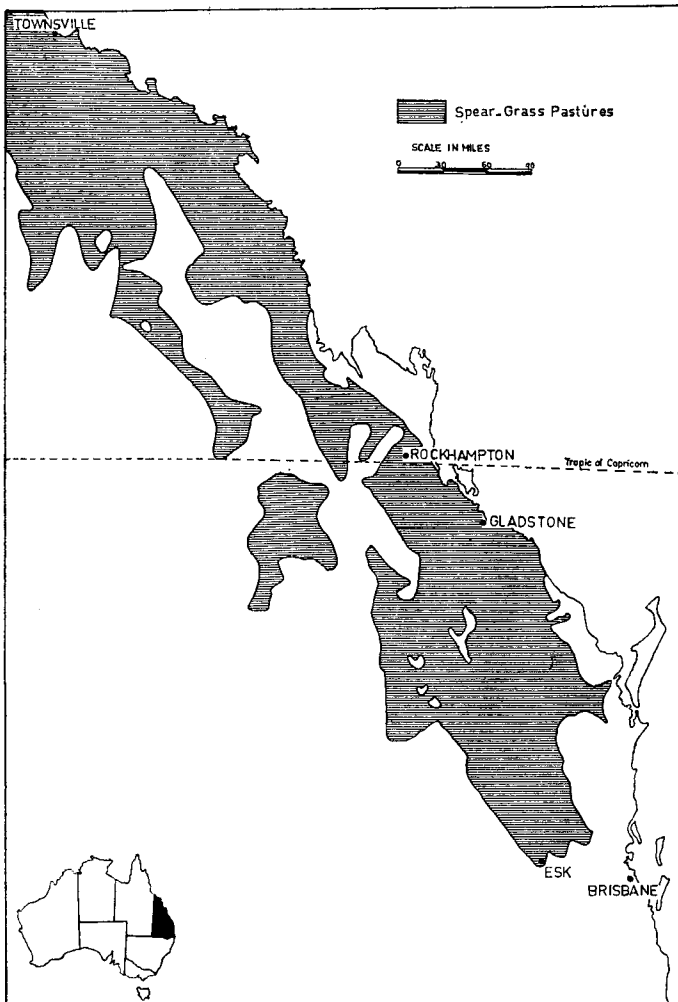 TOWNSVILLE
Spear-Grass Pastures
SCALE IN MILES
0 30 60 90
ROCKHAMPTON
Tropic of Capricorn
GLADSTONE
ESK
BRISBANE